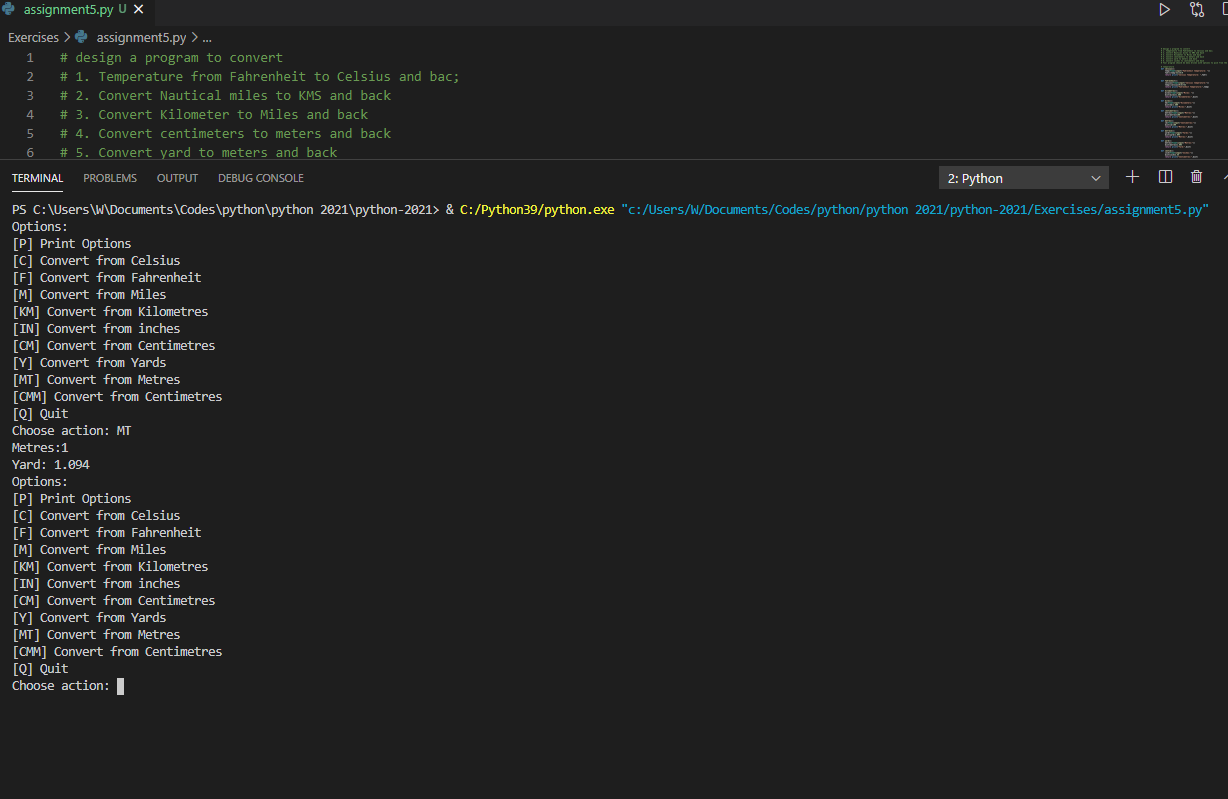 assignment5.py U
Exercises > assignment5.py > ...
1 # design a program to convert
2 # 1. Temperature from Fahrenheit to Celsius and bac;
3 # 2. Convert Nautical miles to KMS and back
4 # 3. Convert Kilometer to Miles and back
5 # 4. Convert centimeters to meters and back
6 # 5. Convert yard to meters and back
TERMINAL PROBLEMS OUTPUT DEBUG CONSOLE 2: Python
PS C:\Users\W\Documents\Codes\python\python 2021\python-2021> & C:/Python39/python.exe "c:/Users/W/Documents/Codes/python/python 2021/python-2021/Exercises/assignment5.py"
Options:
[P] Print Options
[C] Convert from Celsius
[F] Convert from Fahrenheit
[M] Convert from Miles
[KM] Convert from Kilometres
[IN] Convert from inches
[CM] Convert from Centimetres
[Y] Convert from Yards
[MT] Convert from Metres
[CMM] Convert from Centimetres
[Q] Quit
Choose action: MT
Metres:1
Yard: 1.094
Options:
[P] Print Options
[C] Convert from Celsius
[F] Convert from Fahrenheit
[M] Convert from Miles
[KM] Convert from Kilometres
[IN] Convert from inches
[CM] Convert from Centimetres
[Y] Convert from Yards
[MT] Convert from Metres
[CMM] Convert from Centimetres
[Q] Quit
Choose action: